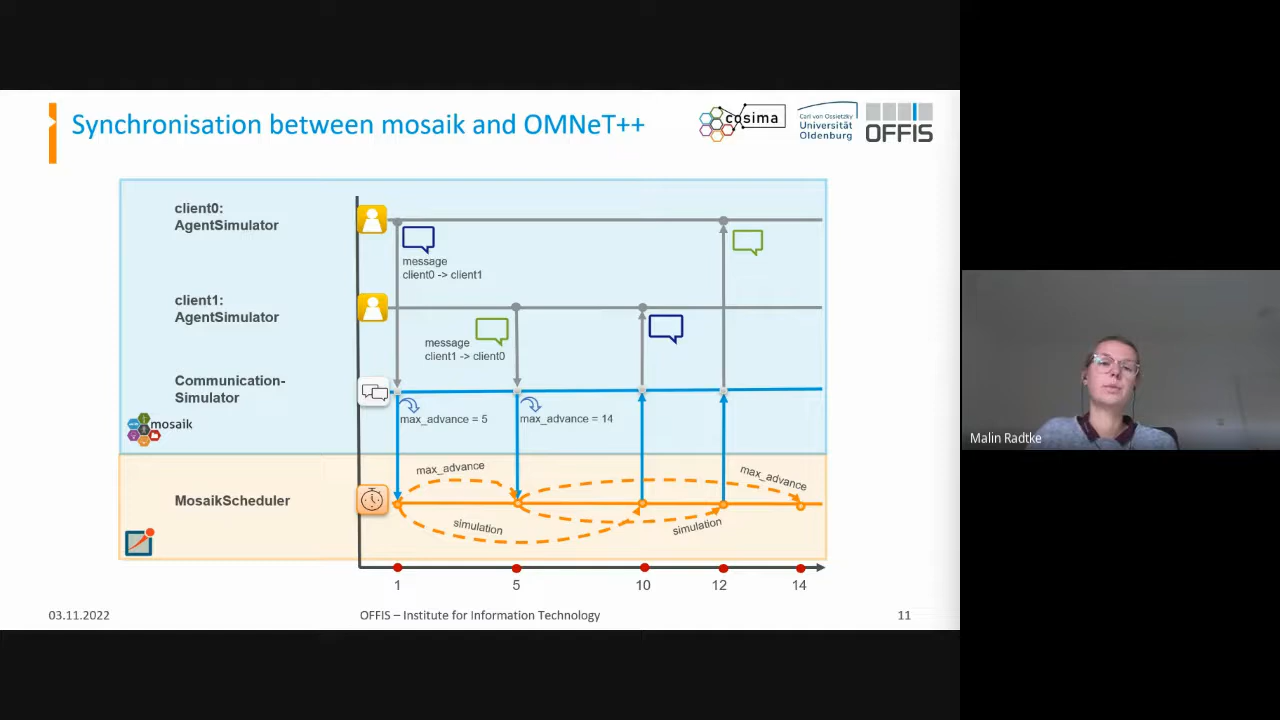 Synchronisation between mosaik and OMNeT++
cosima
Carl von Ossietzky
Universität
Oldenburg
OFFIS
client0:
AgentSimulator
message
client0 -> client1
client1:
AgentSimulator
message
client1 -> client0
Communication-
Simulator
mosaik
max_advance = 5
max_advance = 14
max_advance
max_advance
MosaikScheduler
simulation
simulation
1
5
10
12
14
03.11.2022
OFFIS – Institute for Information Technology
11
Malin Radtke